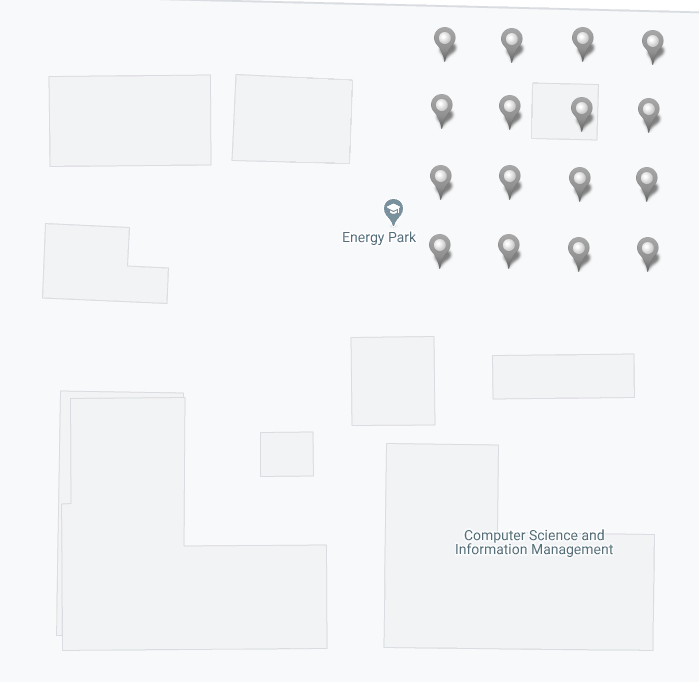 Energy Park
Computer Science and
Information Management